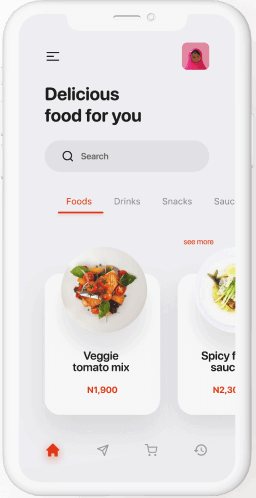 Delicious
food for you
Search
Foods Drinks Snacks Sauc
see more
Veggie
tomato mix
N1,900
Spicy f
sauc
N2,30